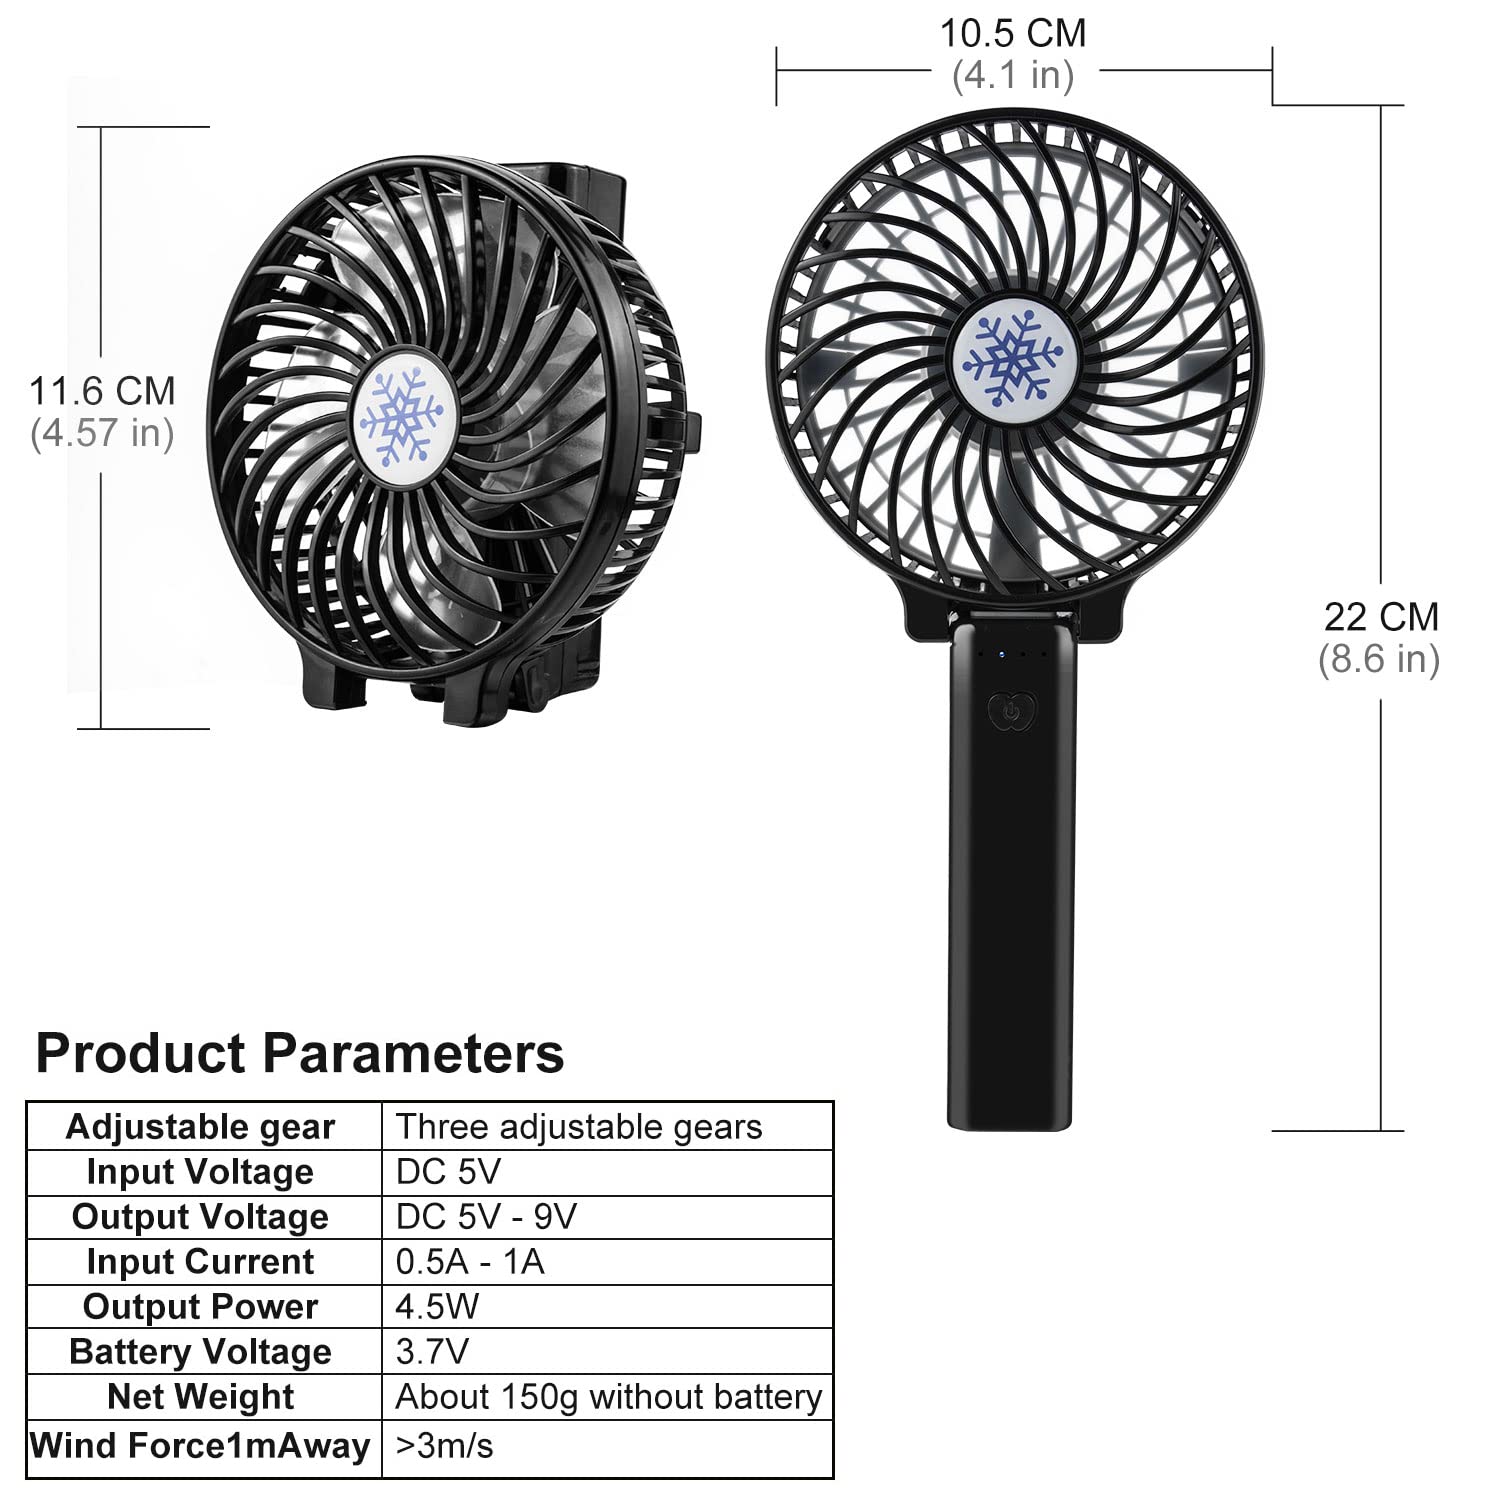 10.5 CM
(4.1 in)
11.6 CM
(4.57 in)
22 CM
(8.6 in)
Product Parameters
Adjustable gear Three adjustable gears
Input Voltage DC 5V
Output Voltage DC 5V - 9V
Input Current 0.5A - 1A
Output Power 4.5W
Battery Voltage 3.7V
Net Weight About 150g without battery
Wind Force1mAway >3m/s